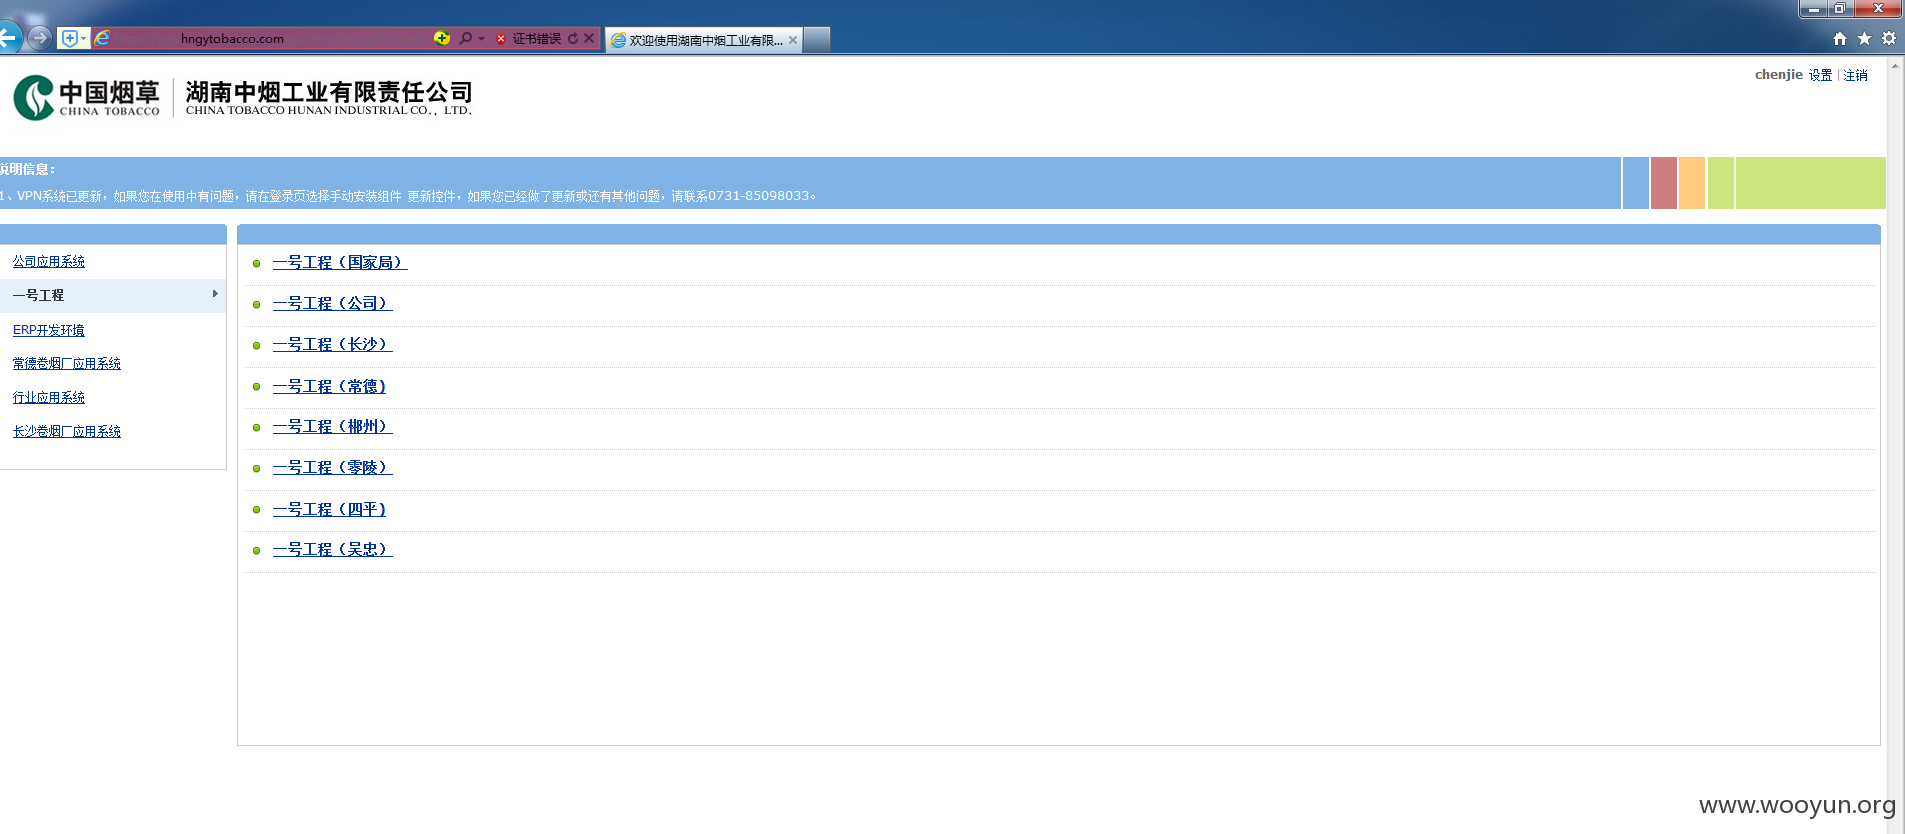 hngytobacco.com
证书错误
欢迎使用湖南中烟工业有限...
chenjie 设置 | 注销
中国烟草
CHINA TOBACCO
湖南中烟工业有限责任公司
CHINA TOBACCO HUNAN INDUSTRIAL CO., LTD.
说明信息：
1、VPN系统已更新，如果您在使用中有问题，请在登录页选择手动安装组件 更新控件，如果您已经做了更新或还有其他问题，请联系0731-85098033。
公司应用系统
一号工程
ERP开发环境
常德卷烟厂应用系统
行业应用系统
长沙卷烟厂应用系统
一号工程（国家局）
一号工程（公司）
一号工程（长沙）
一号工程（常德)
一号工程（郴州）
一号工程（零陵）
一号工程（四平)
一号工程（吴忠）
www.wooyun.org